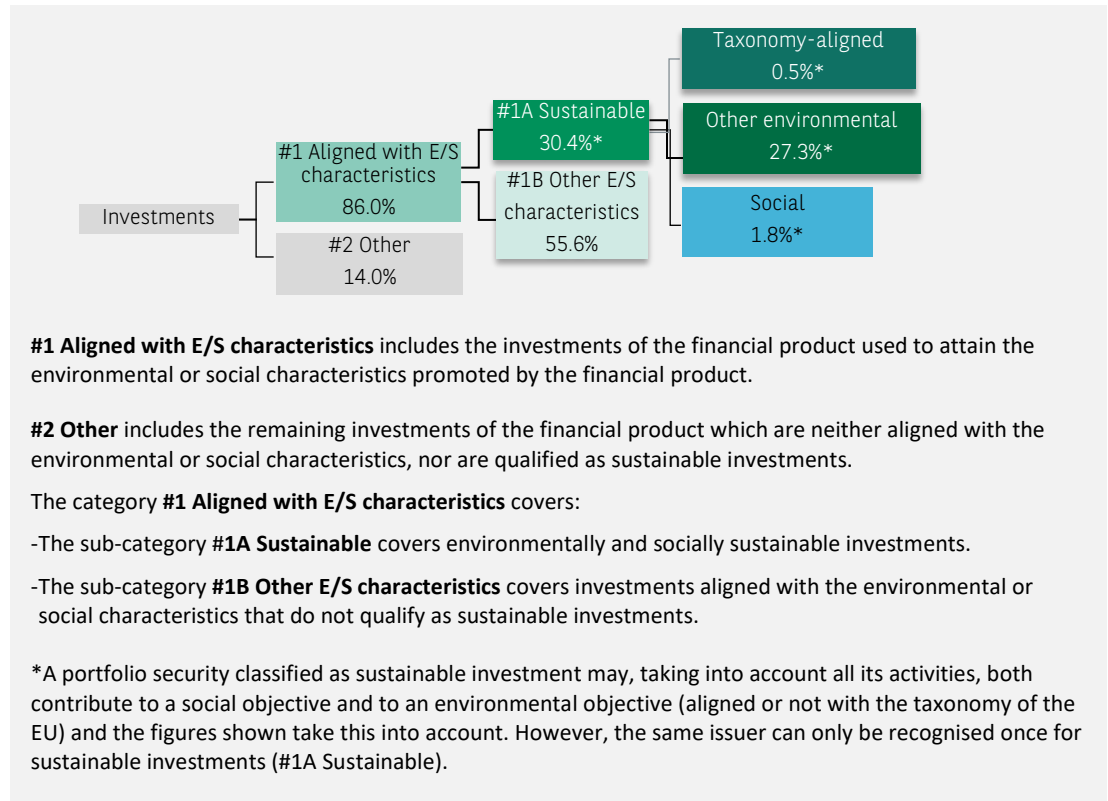 Taxonomy-aligned
0.5%*
#1A Sustainable
30.4%*
Other environmental
27.3%*
#1 Aligned with E/S
characteristics
86.0%
#1B Other E/S
characteristics
55.6%
Social
1.8%*
Investments
#2 Other
14.0%
#1 Aligned with E/S characteristics includes the investments of the financial product used to attain the
environmental or social characteristics promoted by the financial product.
#2 Other includes the remaining investments of the financial product which are neither aligned with the
environmental or social characteristics, nor are qualified as sustainable investments.
The category #1 Aligned with E/S characteristics covers:
-The sub-category #1A Sustainable covers environmentally and socially sustainable investments.
-The sub-category #1B Other E/S characteristics covers investments aligned with the environmental or
social characteristics that do not qualify as sustainable investments.
*A portfolio security classified as sustainable investment may, taking into account all its activities, both
contribute to a social objective and to an environmental objective (aligned or not with the taxonomy of the
EU) and the figures shown take this into account. However, the same issuer can only be recognised once for
sustainable investments (#1A Sustainable).